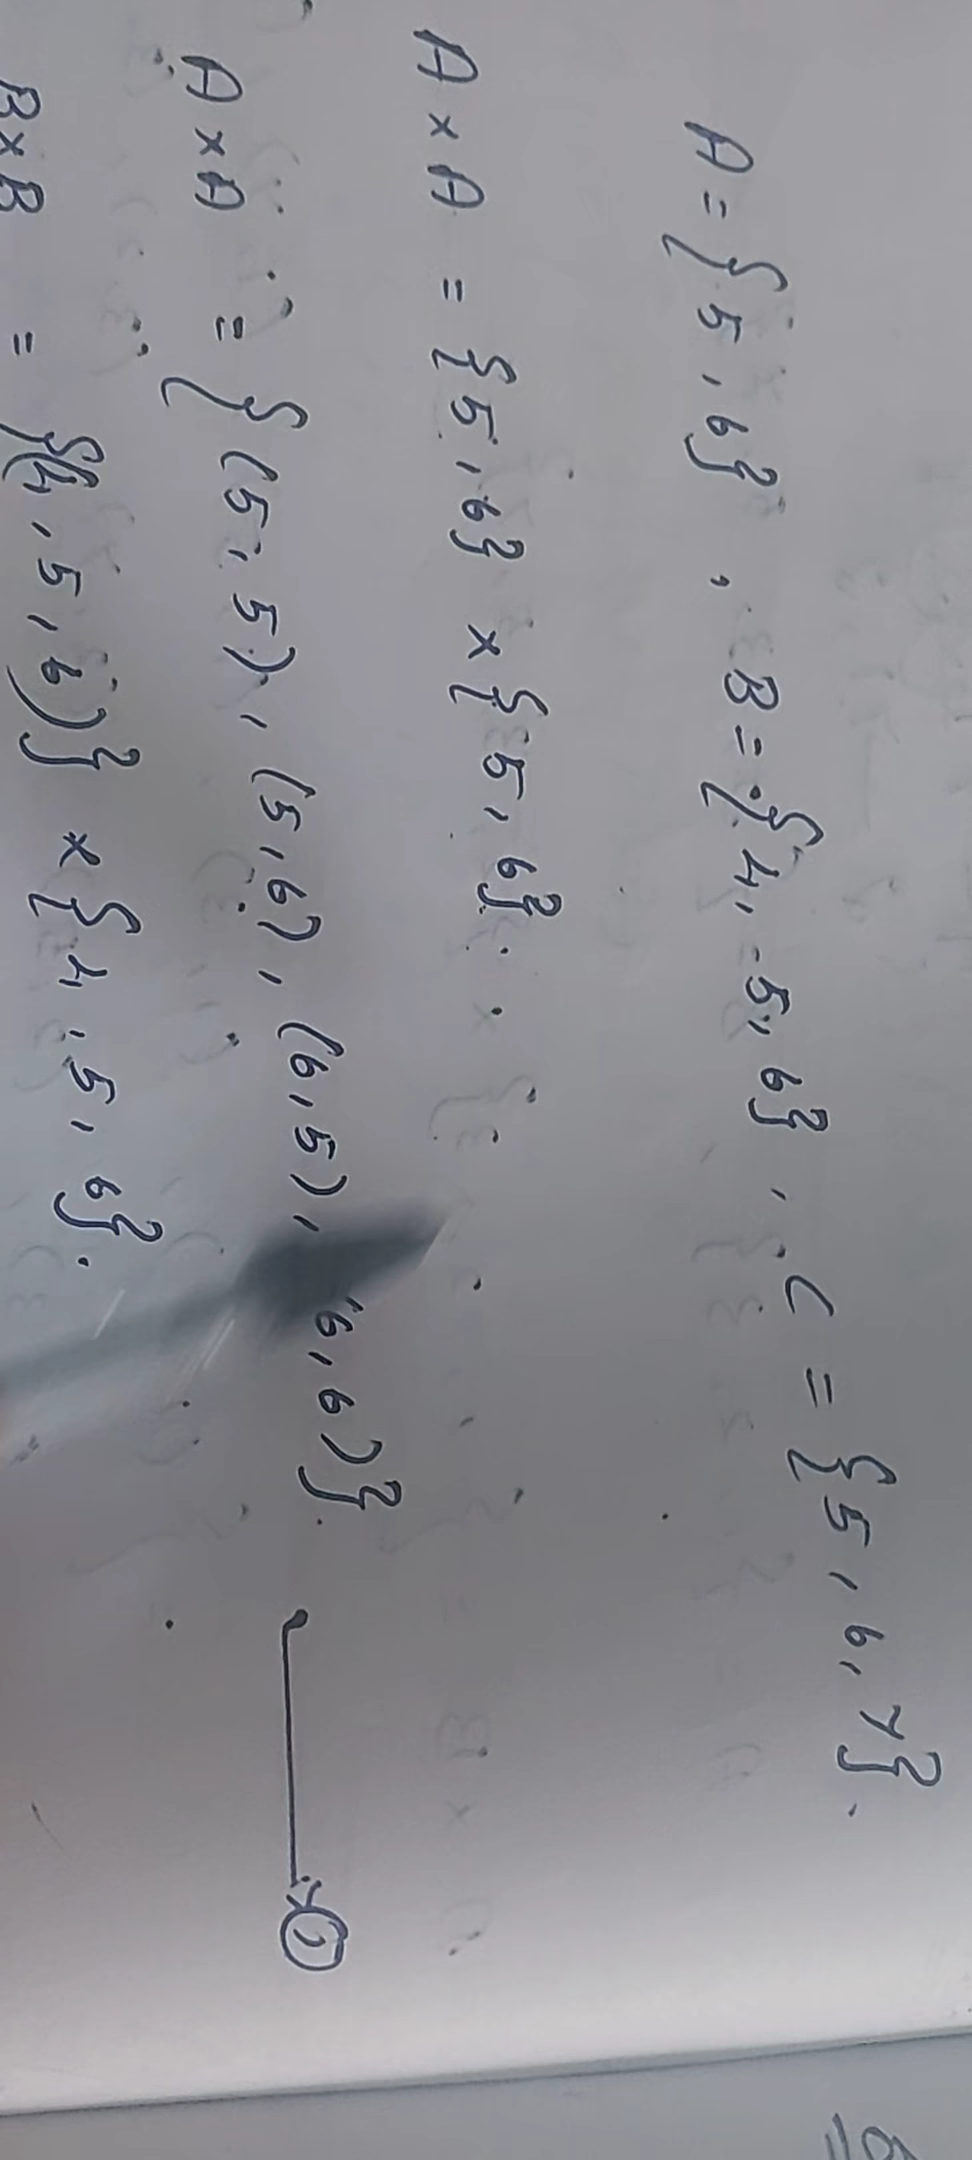 A = {5, 6}, B = {4, 5, 6}, C = {5, 6, 7}.
A × A = {5, 6} × {5, 6}.
A × A = {(5, 5), (5, 6), (6, 5), (6, 6)}. → ①
B × B = {(4, 5, 6)} × {4, 5, 6}.